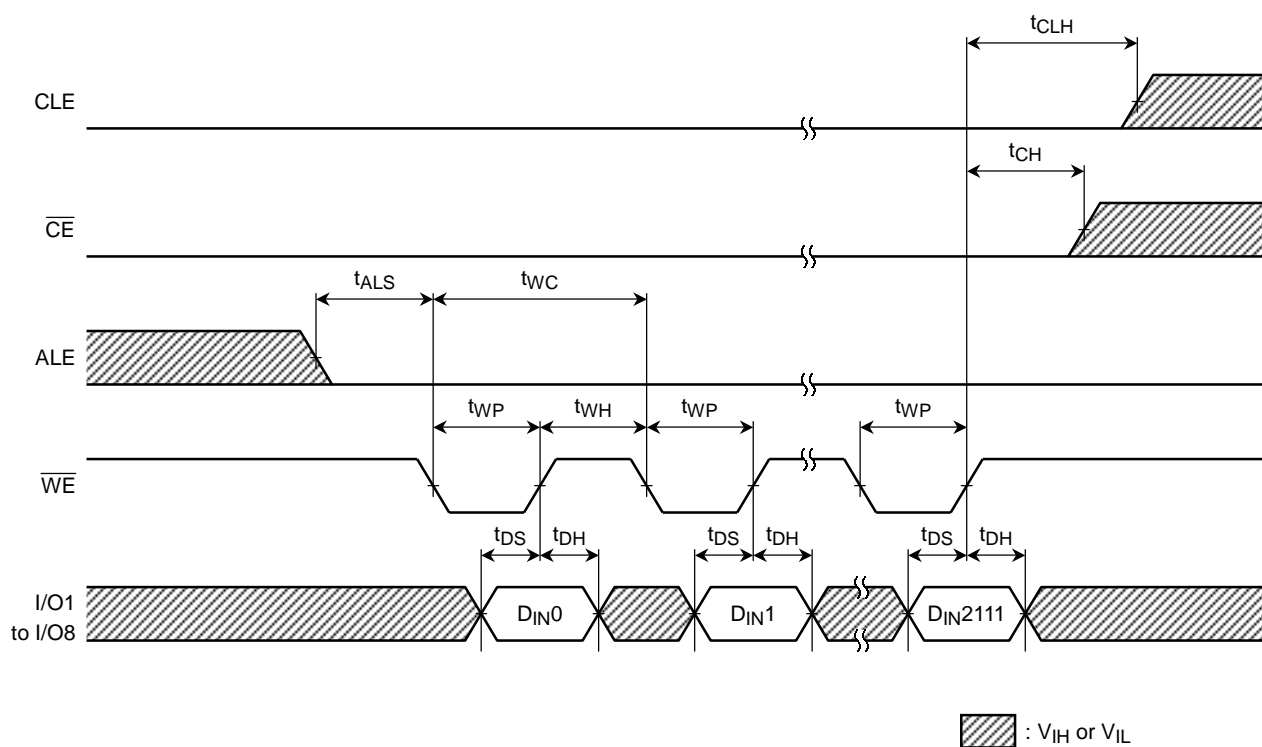 tCLH
CLE
tCH
CE
tALS
tWC
ALE
tWP
tWH
tWP
tWP
WE
tDS
tDH
tDS
tDH
tDS
tDH
I/O1
to I/O8
DIN0
DIN1
DIN2111
: VIH or VIL